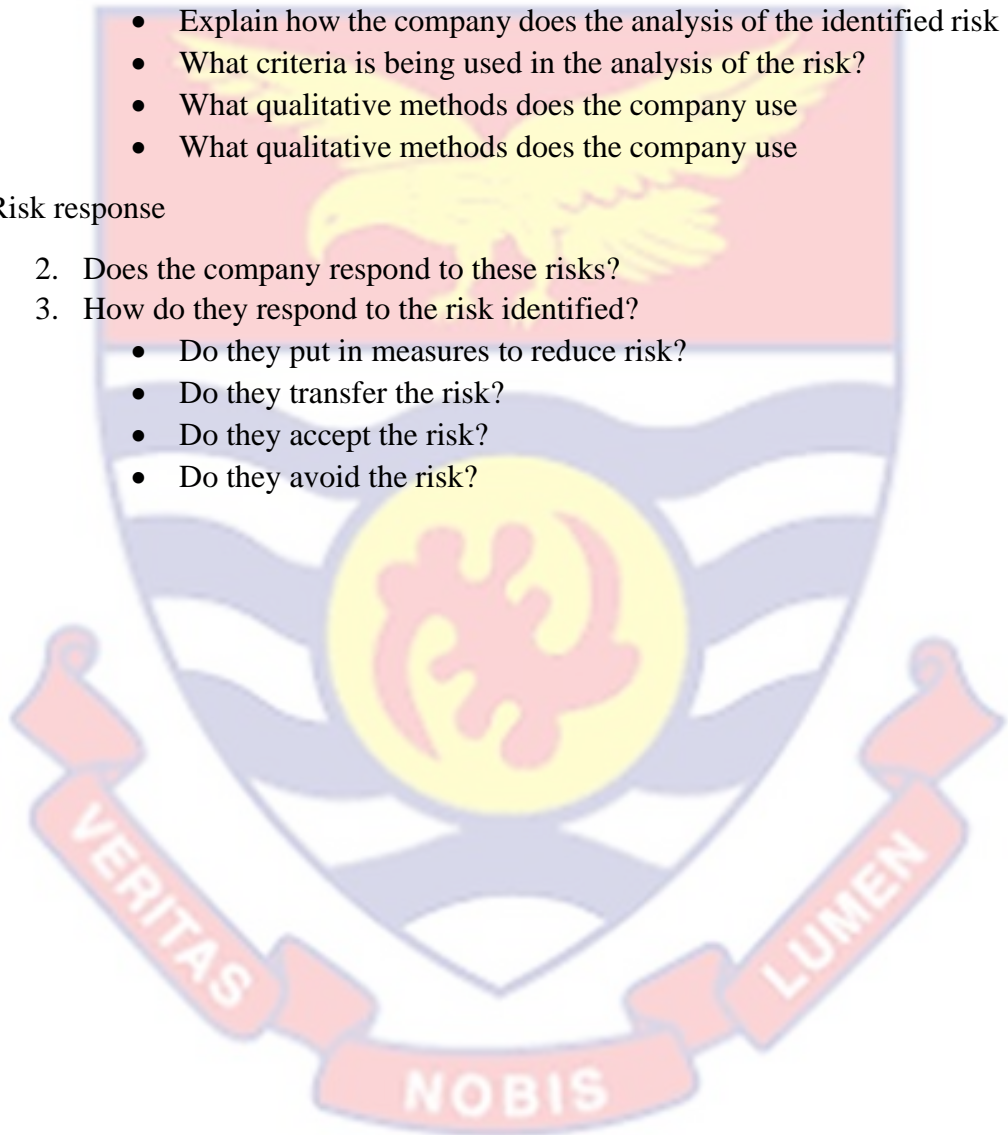 • Explain how the company does the analysis of the identified risk
• What criteria is being used in the analysis of the risk?
• What qualitative methods does the company use
• What qualitative methods does the company use
Risk response
2. Does the company respond to these risks?
3. How do they respond to the risk identified?
• Do they put in measures to reduce risk?
• Do they transfer the risk?
• Do they accept the risk?
• Do they avoid the risk?
VERITAS
NOBIS
LUMEN